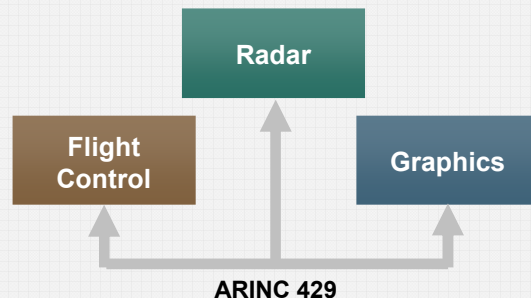 Radar
Flight
Control
Graphics
ARINC 429